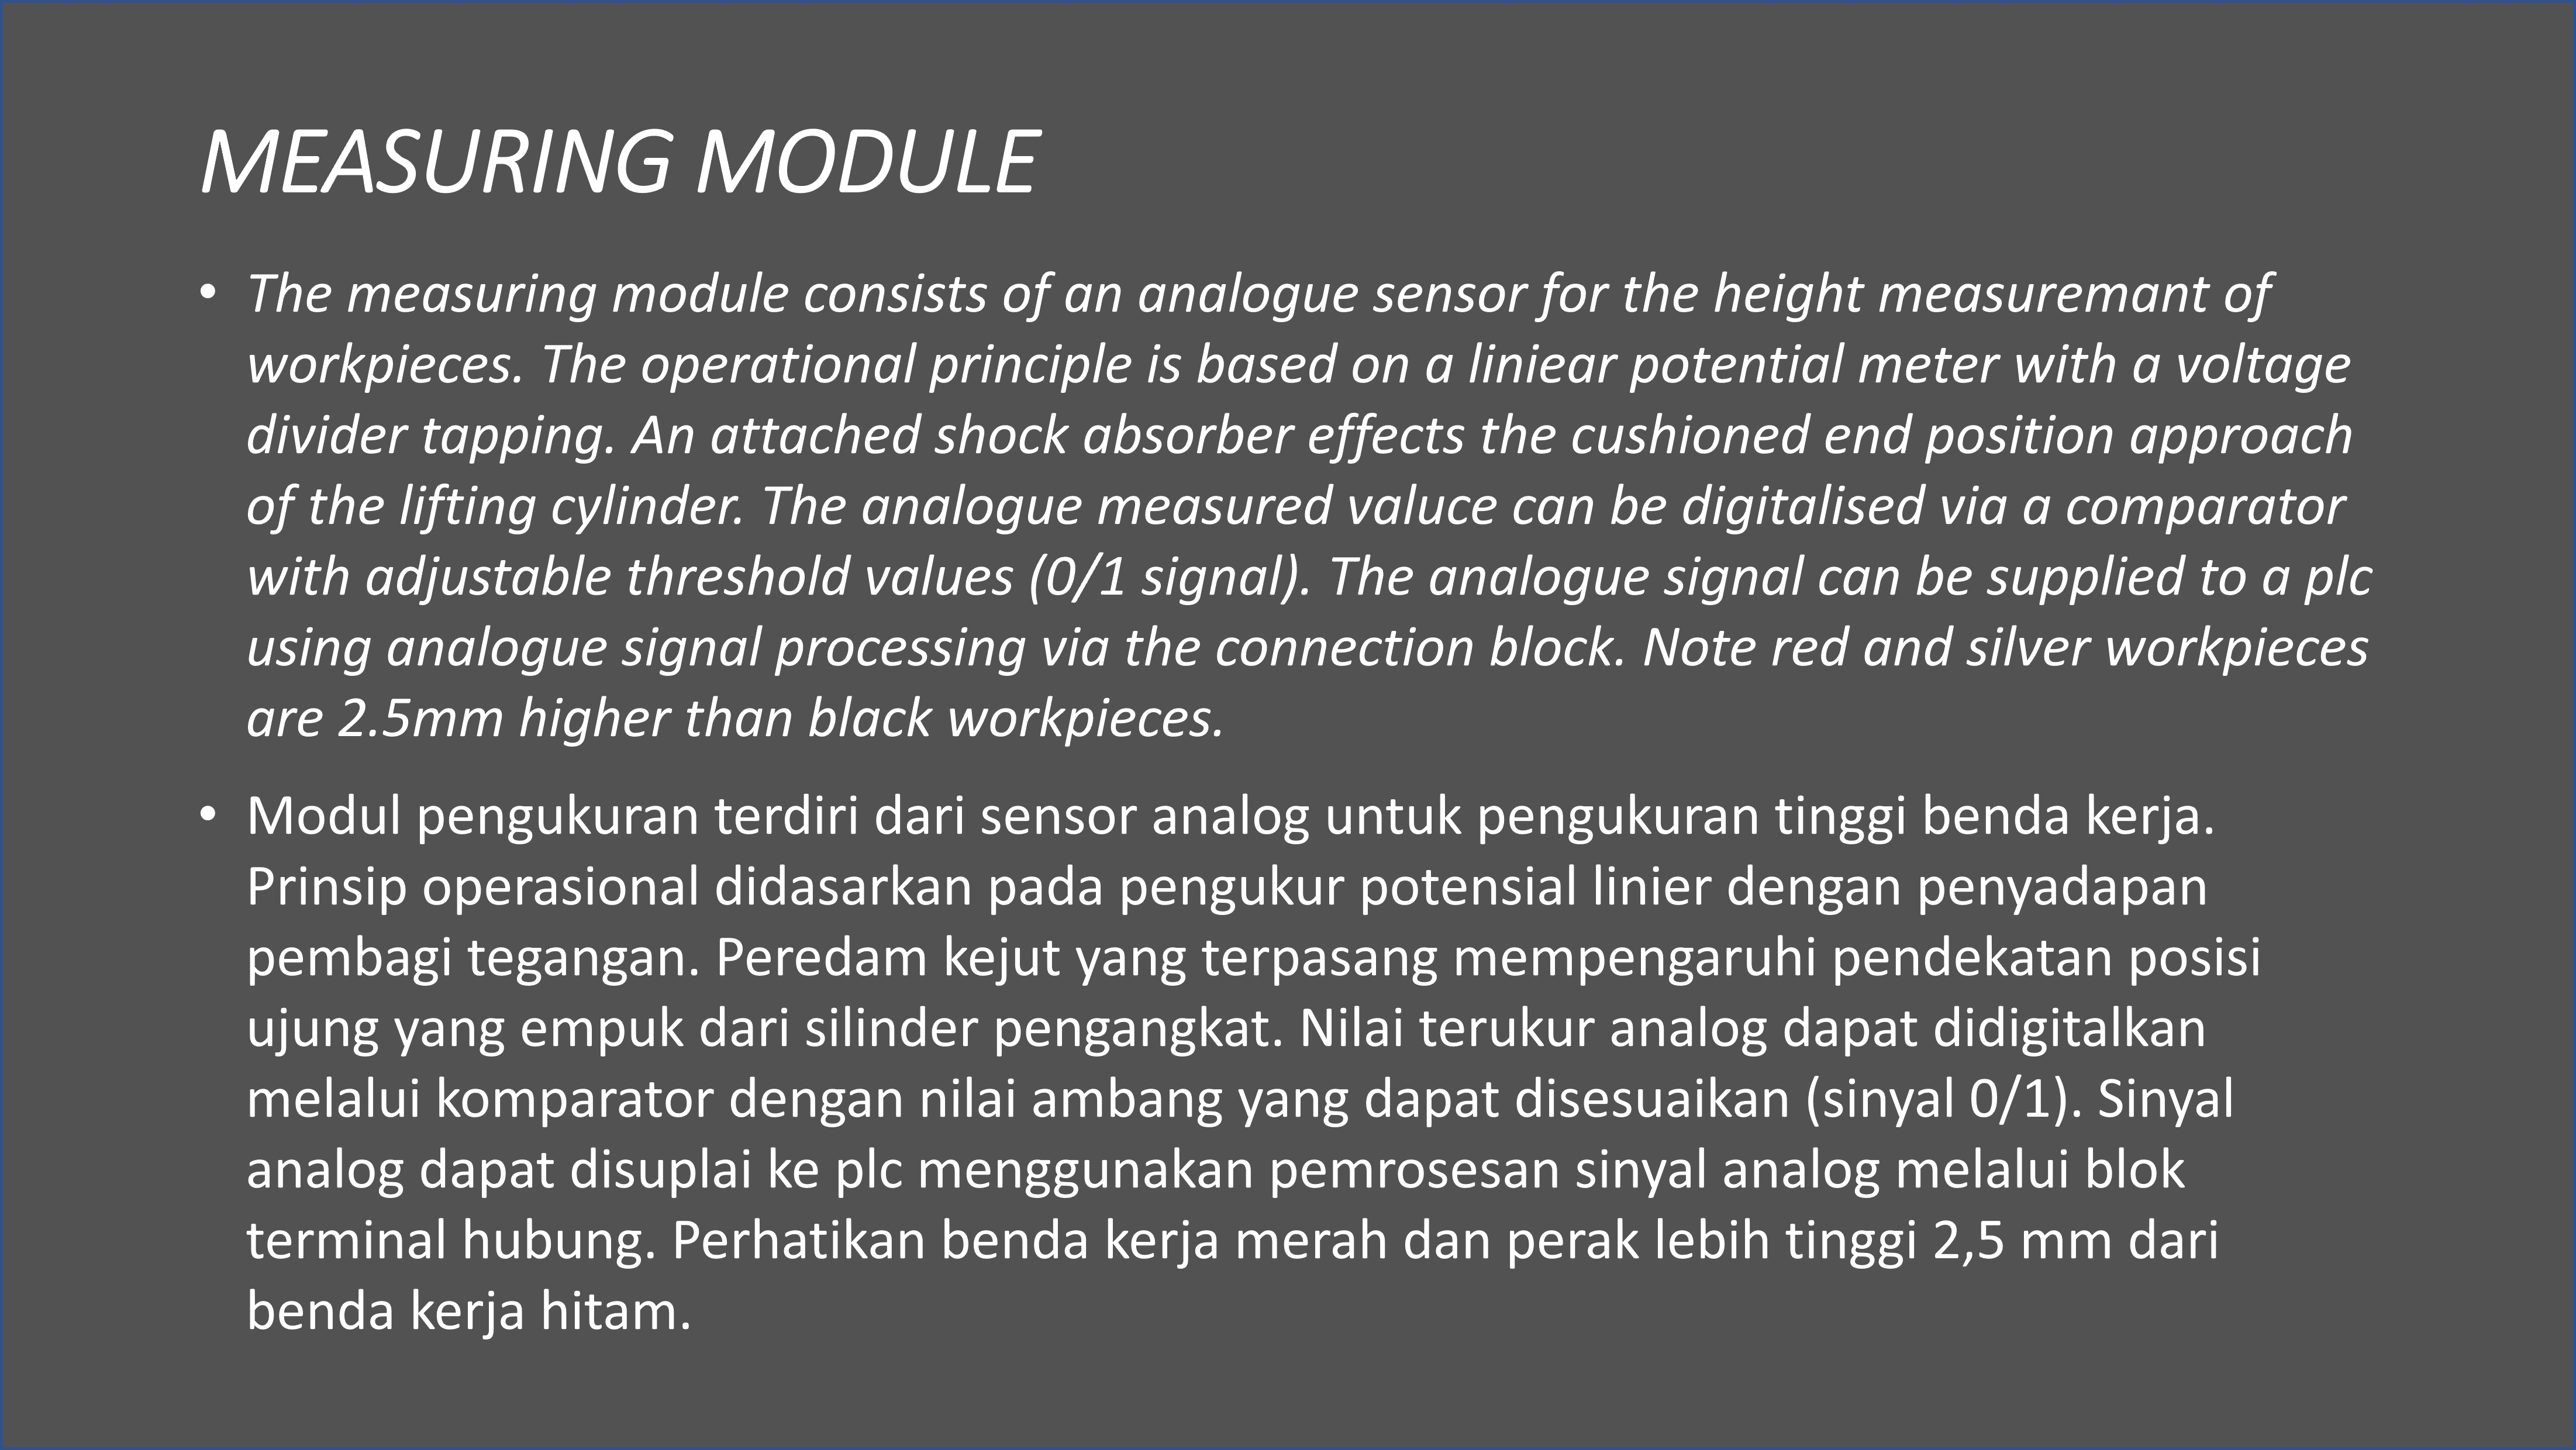 MEASURING MODULE
• The measuring module consists of an analogue sensor for the height measuremant of
workpieces. The operational principle is based on a liniear potential meter with a voltage
divider tapping. An attached shock absorber effects the cushioned end position approach
of the lifting cylinder. The analogue measured valuce can be digitalised via a comparator
with adjustable threshold values (0/1 signal). The analogue signal can be supplied to a plc
using analogue signal processing via the connection block. Note red and silver workpieces
are 2.5mm higher than black workpieces.
• Modul pengukuran terdiri dari sensor analog untuk pengukuran tinggi benda kerja.
Prinsip operasional didasarkan pada pengukur potensial linier dengan penyadapan
pembagi tegangan. Peredam kejut yang terpasang mempengaruhi pendekatan posisi
ujung yang empuk dari silinder pengangkat. Nilai terukur analog dapat didigitalkan
melalui komparator dengan nilai ambang yang dapat disesuaikan (sinyal 0/1). Sinyal
analog dapat disuplai ke plc menggunakan pemrosesan sinyal analog melalui blok
terminal hubung. Perhatikan benda kerja merah dan perak lebih tinggi 2,5 mm dari
benda kerja hitam.